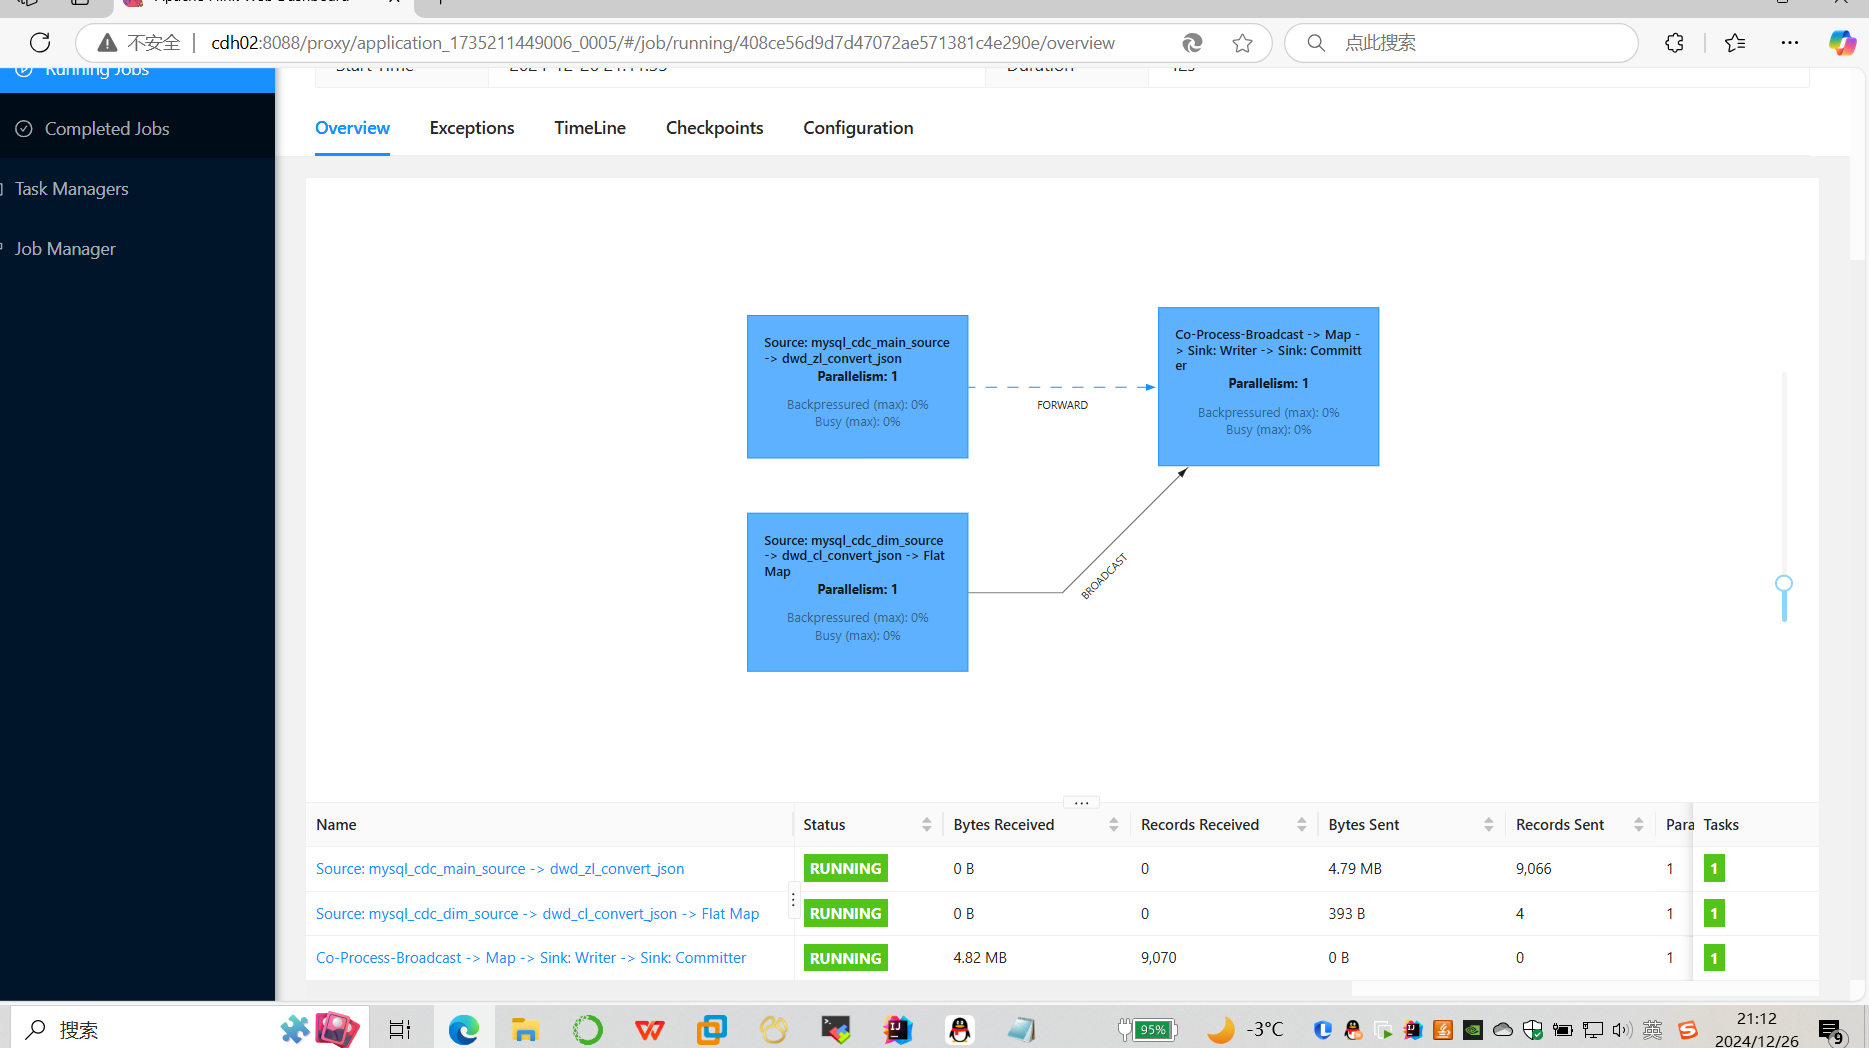 不安全
cdh02:8088/proxy/application_1735211449006_0005/#/job/running/408ce56d9d7d47072ae571381c4e290e/overview
点此搜索
Running Jobs
Completed Jobs
Task Managers
Job Manager
Start Time
Duration
Overview
Exceptions
TimeLine
Checkpoints
Configuration
Source: mysql_cdc_main_source
-> dwd_zl_convert_json
Parallelism: 1
Backpressured (max): 0%
Busy (max): 0%
FORWARD
Co-Process-Broadcast -> Map -
> Sink: Writer -> Sink: Committ
er
Parallelism: 1
Backpressured (max): 0%
Busy (max): 0%
Source: mysql_cdc_dim_source
-> dwd_cl_convert_json -> Flat
Map
Parallelism: 1
Backpressured (max): 0%
Busy (max): 0%
BROADCAST
Name Status Bytes Received Records Received Bytes Sent Records Sent Para Tasks
Source: mysql_cdc_main_source -> dwd_zl_convert_json RUNNING 0 B 0 4.79 MB 9,066 1 1
Source: mysql_cdc_dim_source -> dwd_cl_convert_json -> Flat Map RUNNING 0 B 0 393 B 4 1 1
Co-Process-Broadcast -> Map -> Sink: Writer -> Sink: Committer RUNNING 4.82 MB 9,070 0 B 0 1 1
搜索
95%
-3°C
英
21:12
2024/12/26
9